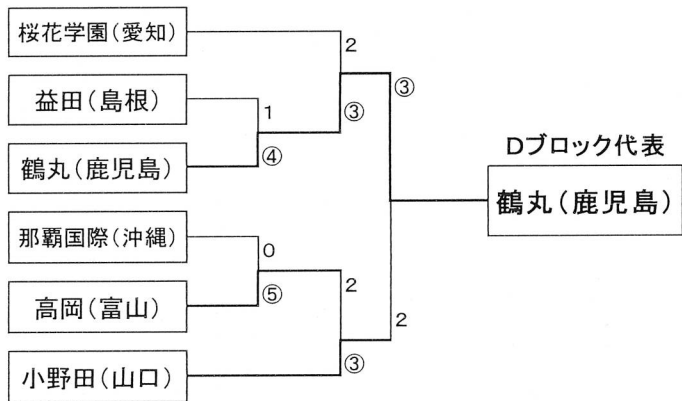 桜花学園(愛知)
2
益田(島根)
③
1
③
④
鶴丸(鹿児島)
Dブロック代表
鶴丸(鹿児島)
那覇国際(沖縄)
0
⑤
2
高岡(富山)
2
③
小野田(山口)